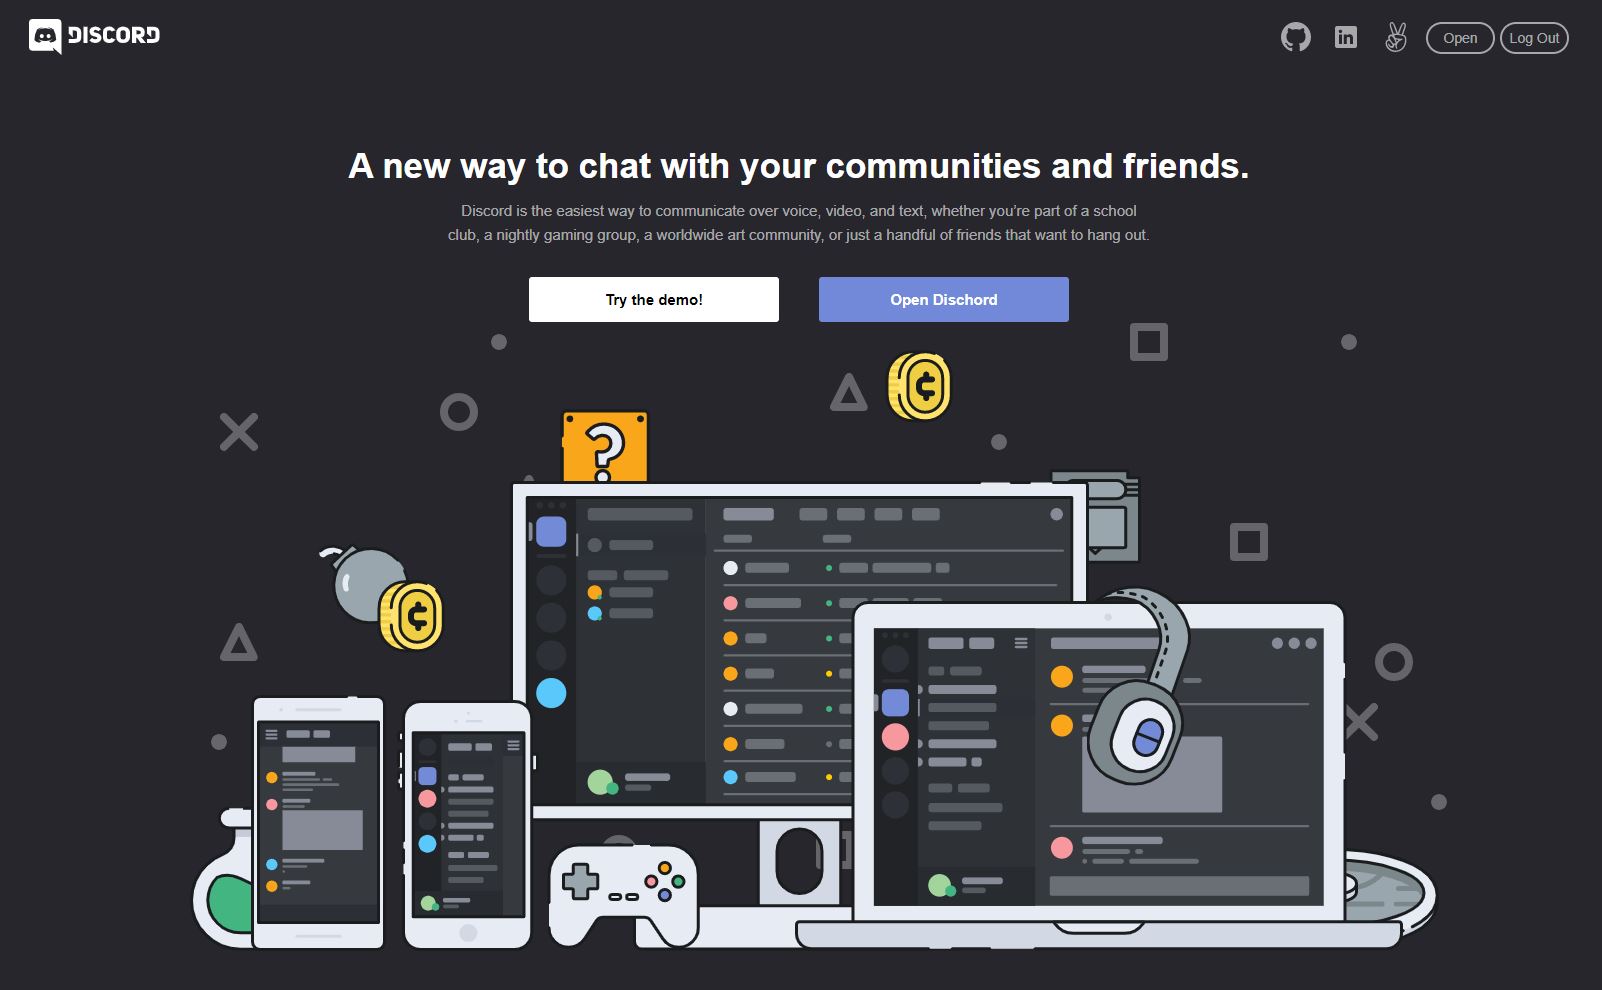 DISCORD
Open
Log Out
A new way to chat with your communities and friends.
Discord is the easiest way to communicate over voice, video, and text, whether you’re part of a school
club, a nightly gaming group, a worldwide art community, or just a handful of friends that want to hang out.
Try the demo!
Open Dischord
?
¢
¢